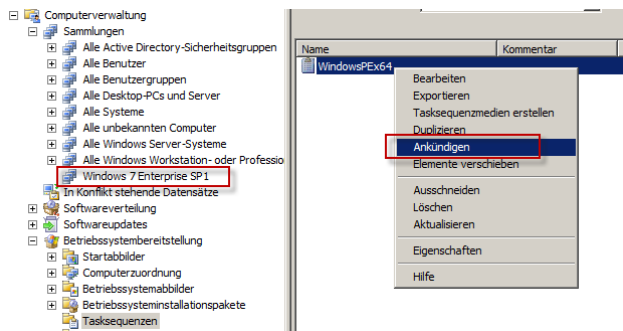 Computerverwaltung
Sammlungen
Alle Active Directory-Sicherheitsgruppen
Alle Benutzer
Alle Benutzergruppen
Alle Desktop-PCs und Server
Alle Systeme
Alle unbekannten Computer
Alle Windows Server-Systeme
Alle Windows Workstation- oder Professio
Windows 7 Enterprise SP1
In Konflikt stehende Datensätze
Softwareverteilung
Softwareupdates
Betriebssystembereitstellung
Startabbilder
Computerzuordnung
Betriebssystemabbilder
Betriebssysteminstallationspakete
Tasksequenzen
Name Kommentar
WindowsPEx64
Bearbeiten
Exportieren
Tasksequenzmedien erstellen
Duplizieren
Ankündigen
Elemente verschieben
Ausschneiden
Löschen
Aktualisieren
Eigenschaften
Hilfe